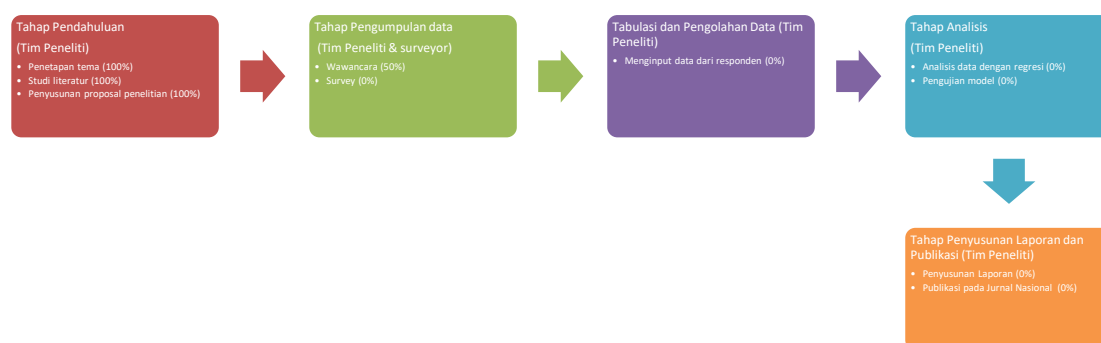 Tahap Pendahuluan
(Tim Peneliti)
• Penetapan tema (100%)
• Studi literatur (100%)
• Penyusunan proposal penelitian (100%)
Tahap Pengumpulan data
(Tim Peneliti & surveyor)
• Wawancara (50%)
• Survey (0%)
Tabulasi dan Pengolahan Data (Tim
Peneliti)
• Menginput data dari responden (0%)
Tahap Analisis
(Tim Peneliti)
• Analisis data dengan regresi (0%)
• Pengujian model (0%)
Tahap Penyusunan Laporan dan
Publikasi (Tim Peneliti)
• Penyusunan Laporan (0%)
• Publikasi pada Jurnal Nasional (0%)